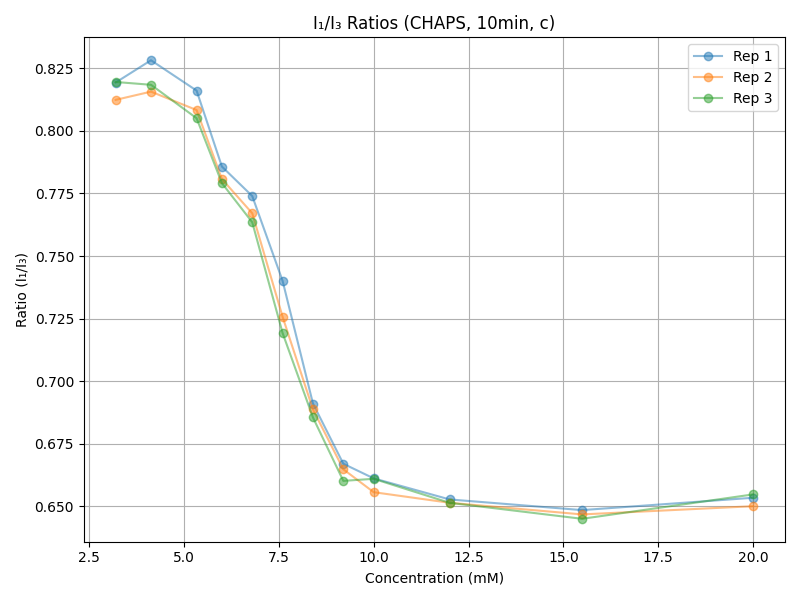 I₁/I₃ Ratios (CHAPS, 10min, c)
Rep 1
Rep 2
Rep 3
Ratio (I₁/I₃)
0.825
0.800
0.775
0.750
0.725
0.700
0.675
0.650
2.5 5.0 7.5 10.0 12.5 15.0 17.5 20.0
Concentration (mM)